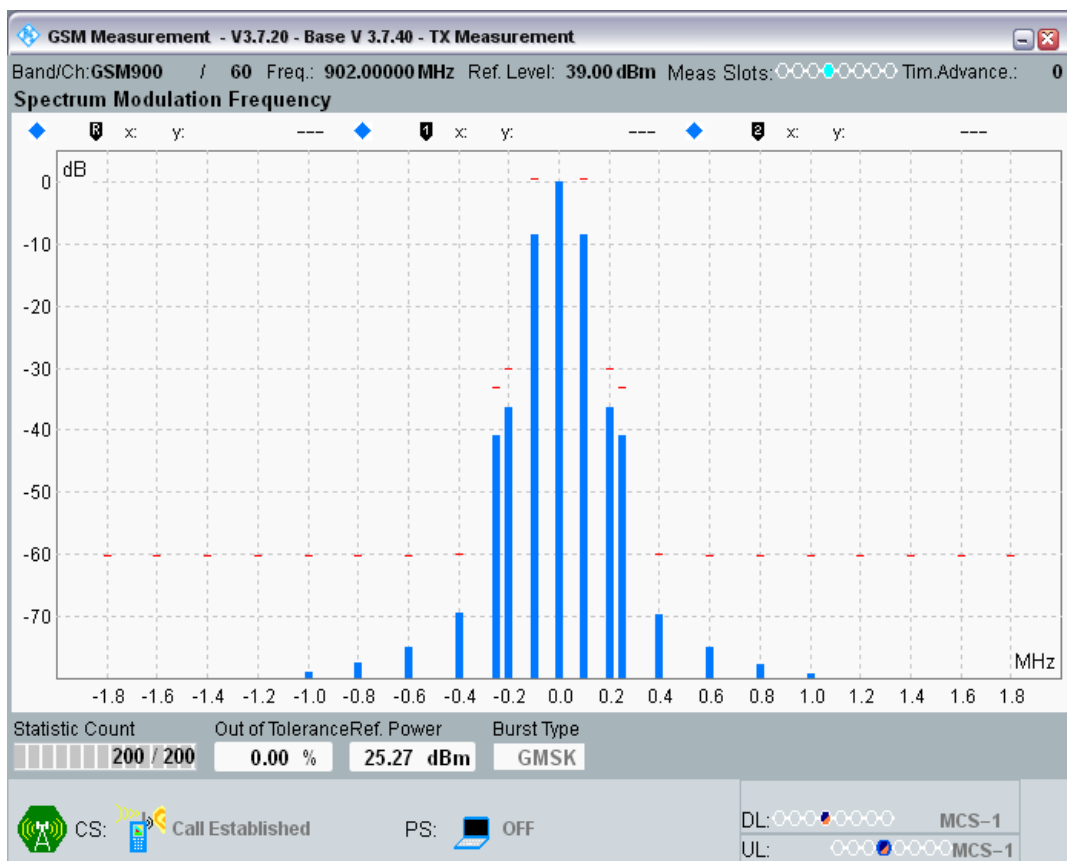 GSM Measurement - V3.7.20 - Base V 3.7.40 - TX Measurement
Band/Ch:GSM900 / 60 Freq.: 902.00000 MHz Ref. Level: 39.00 dBm Meas Slots: Tim.Advance.: 0
Spectrum Modulation Frequency
R x: y: --- 1 x: y: --- 2 x: y: ---
dB
0
-10
-20
-30
-40
-50
-60
-70
MHz
-1.8 -1.6 -1.4 -1.2 -1.0 -0.8 -0.6 -0.4 -0.2 0.0 0.2 0.4 0.6 0.8 1.0 1.2 1.4 1.6 1.8
Statistic Count Out of Tolerance Ref. Power Burst Type
200 / 200 0.00 % 25.27 dBm GMSK
CS: Call Established PS: OFF
DL: MCS-1
UL: MCS-1